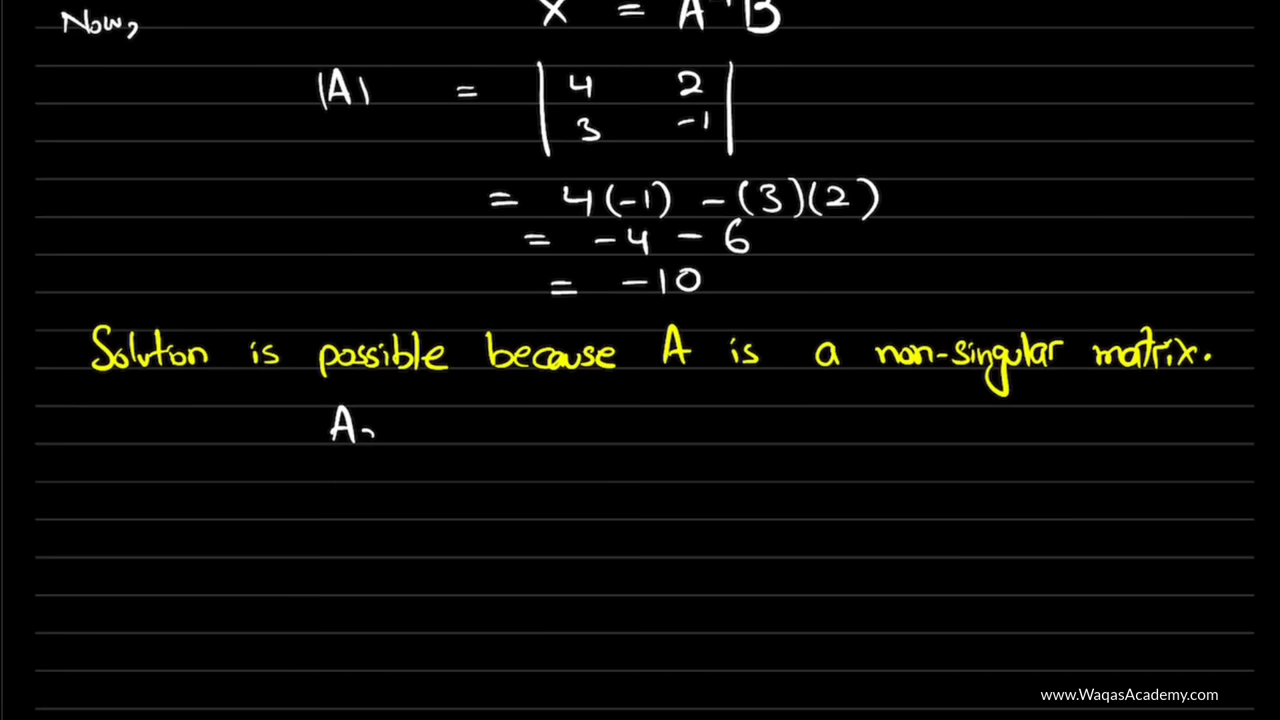 Now, X = A⁻¹B
|A| = | 4 2 |
| 3 -1 |
= 4(-1) - (3)(2)
= -4 - 6
= -10
Solution is possible because A is a non-singular matrix.
A
www.WaqasAcademy.com